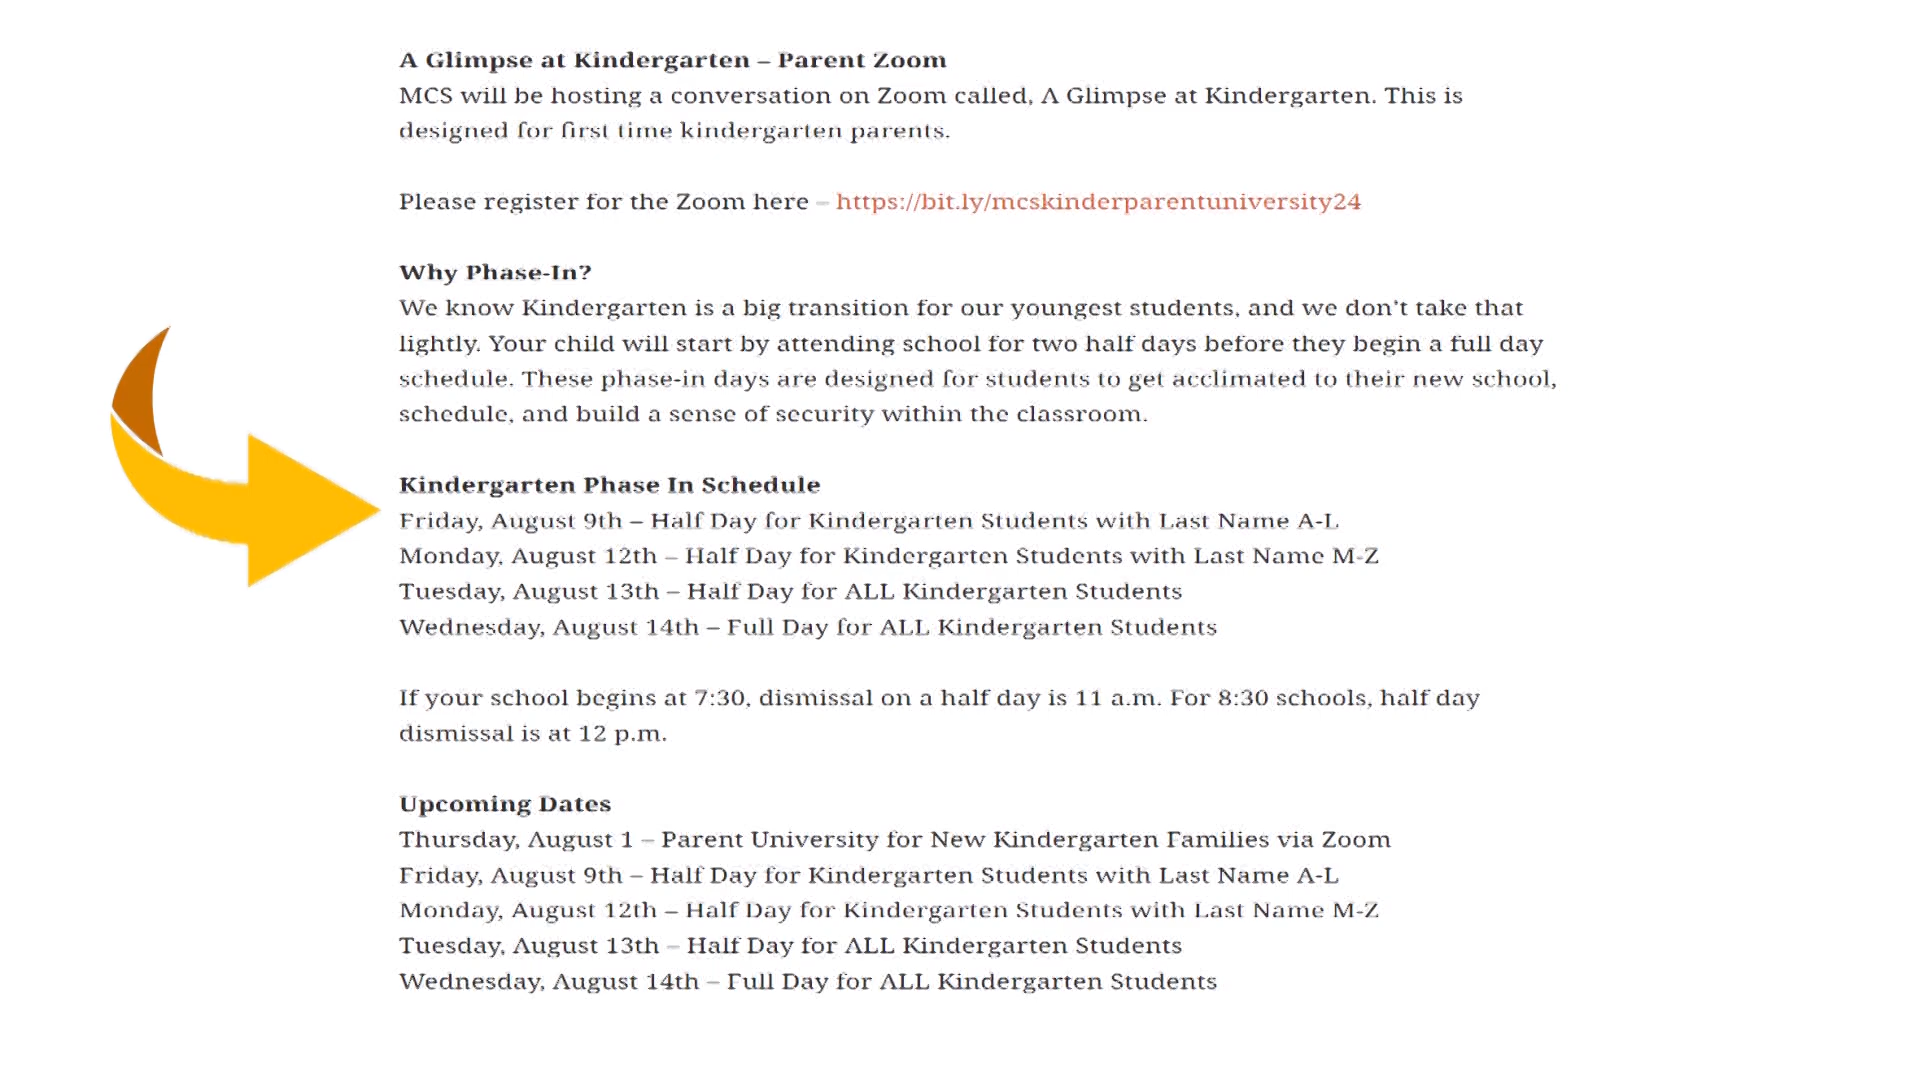 A Glimpse at Kindergarten – Parent Zoom
MCS will be hosting a conversation on Zoom called, A Glimpse at Kindergarten. This is
designed for first time kindergarten parents.
Please register for the Zoom here – https://bit.ly/mcskinderparentuniversity24
Why Phase-In?
We know Kindergarten is a big transition for our youngest students, and we don't take that
lightly. Your child will start by attending school for two half days before they begin a full day
schedule. These phase-in days are designed for students to get acclimated to their new school,
schedule, and build a sense of security within the classroom.
Kindergarten Phase In Schedule
Friday, August 9th – Half Day for Kindergarten Students with Last Name A-L
Monday, August 12th – Half Day for Kindergarten Students with Last Name M-Z
Tuesday, August 13th – Half Day for ALL Kindergarten Students
Wednesday, August 14th – Full Day for ALL Kindergarten Students
If your school begins at 7:30, dismissal on a half day is 11 a.m. For 8:30 schools, half day
dismissal is at 12 p.m.
Upcoming Dates
Thursday, August 1 – Parent University for New Kindergarten Families via Zoom
Friday, August 9th – Half Day for Kindergarten Students with Last Name A-L
Monday, August 12th – Half Day for Kindergarten Students with Last Name M-Z
Tuesday, August 13th – Half Day for ALL Kindergarten Students
Wednesday, August 14th – Full Day for ALL Kindergarten Students